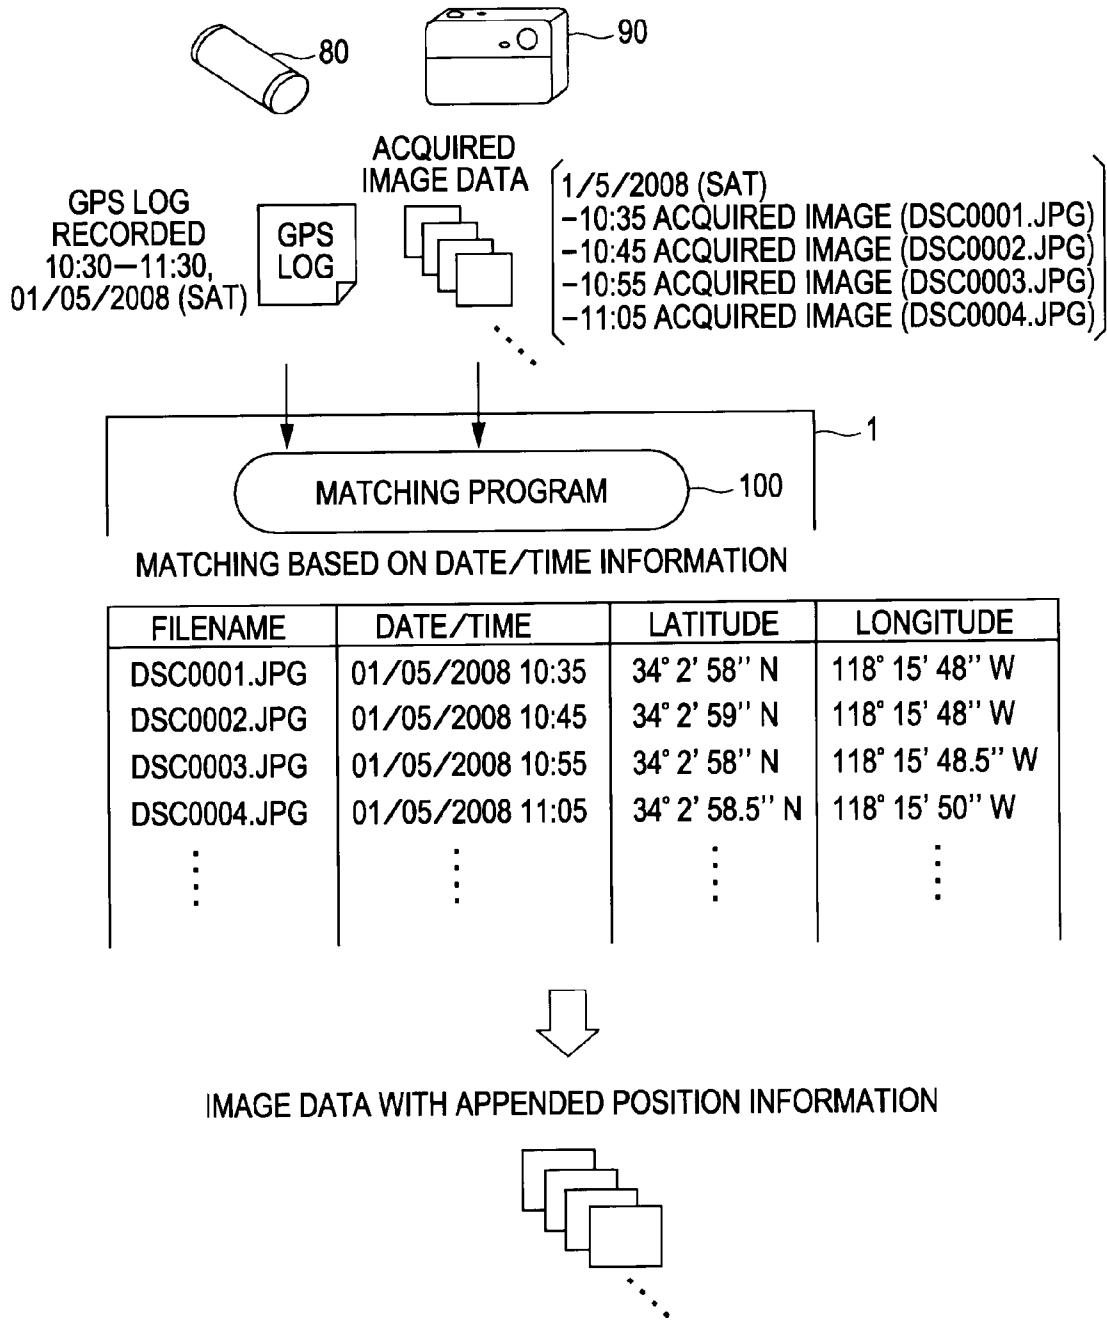 80
90
ACQUIRED
IMAGE DATA
GPS LOG
RECORDED
10:30–11:30,
01/05/2008 (SAT)
GPS
LOG
1/5/2008 (SAT)
–10:35 ACQUIRED IMAGE (DSC0001.JPG)
–10:45 ACQUIRED IMAGE (DSC0002.JPG)
–10:55 ACQUIRED IMAGE (DSC0003.JPG)
–11:05 ACQUIRED IMAGE (DSC0004.JPG)
1
MATCHING PROGRAM
100
MATCHING BASED ON DATE/TIME INFORMATION
FILENAME DATE/TIME LATITUDE LONGITUDE
DSC0001.JPG 01/05/2008 10:35 34° 2' 58'' N 118° 15' 48'' W
DSC0002.JPG 01/05/2008 10:45 34° 2' 59'' N 118° 15' 48'' W
DSC0003.JPG 01/05/2008 10:55 34° 2' 58'' N 118° 15' 48.5'' W
DSC0004.JPG 01/05/2008 11:05 34° 2' 58.5'' N 118° 15' 50'' W
IMAGE DATA WITH APPENDED POSITION INFORMATION